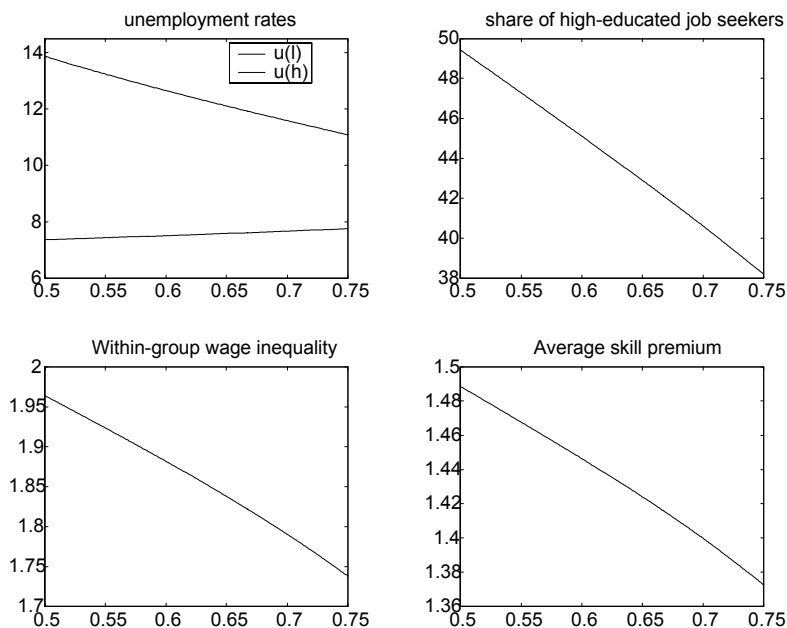 unemployment rates
14
12
10
8
6
0.5 0.55 0.6 0.65 0.7 0.75
u(l)
u(h)
share of high-educated job seekers
50
48
46
44
42
40
38
0.5 0.55 0.6 0.65 0.7 0.75
Within-group wage inequality
2
1.95
1.9
1.85
1.8
1.75
1.7
0.5 0.55 0.6 0.65 0.7 0.75
Average skill premium
1.5
1.48
1.46
1.44
1.42
1.4
1.38
1.36
0.5 0.55 0.6 0.65 0.7 0.75